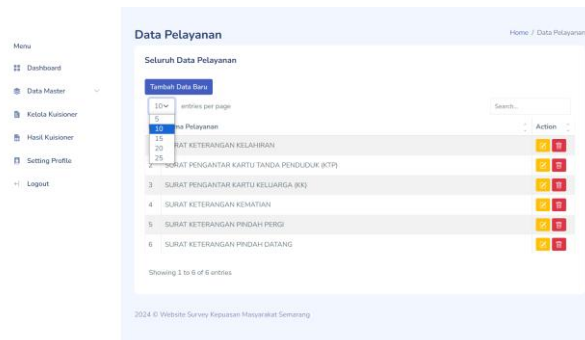 Data Pelayanan
Home / Data Pelayanan
Menu
Dashboard
Data Master
Kelola Kuisioner
Hasil Kuisioner
Setting Profile
Logout
Seluruh Data Pelayanan
Tambah Data Baru
10 entries per page
Search...
5
10
15
20
25
ma Pelayanan
Action
RAT KETERANGAN KELAHIRAN
2 SURAT PENGANTAR KARTU TANDA PENDUDUK (KTP)
3 SURAT PENGANTAR KARTU KELUARGA (KK)
4 SURAT KETERANGAN KEMATIAN
5 SURAT KETERANGAN PINDAH PERGI
6 SURAT KETERANGAN PINDAH DATANG
Showing 1 to 6 of 6 entries
2024 © Website Survey Kepuasan Masyarakat Semarang